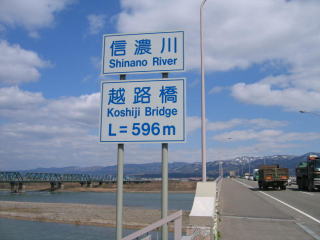 信濃川
Shinano River
越路橋
Koshiji Bridge
L=596m